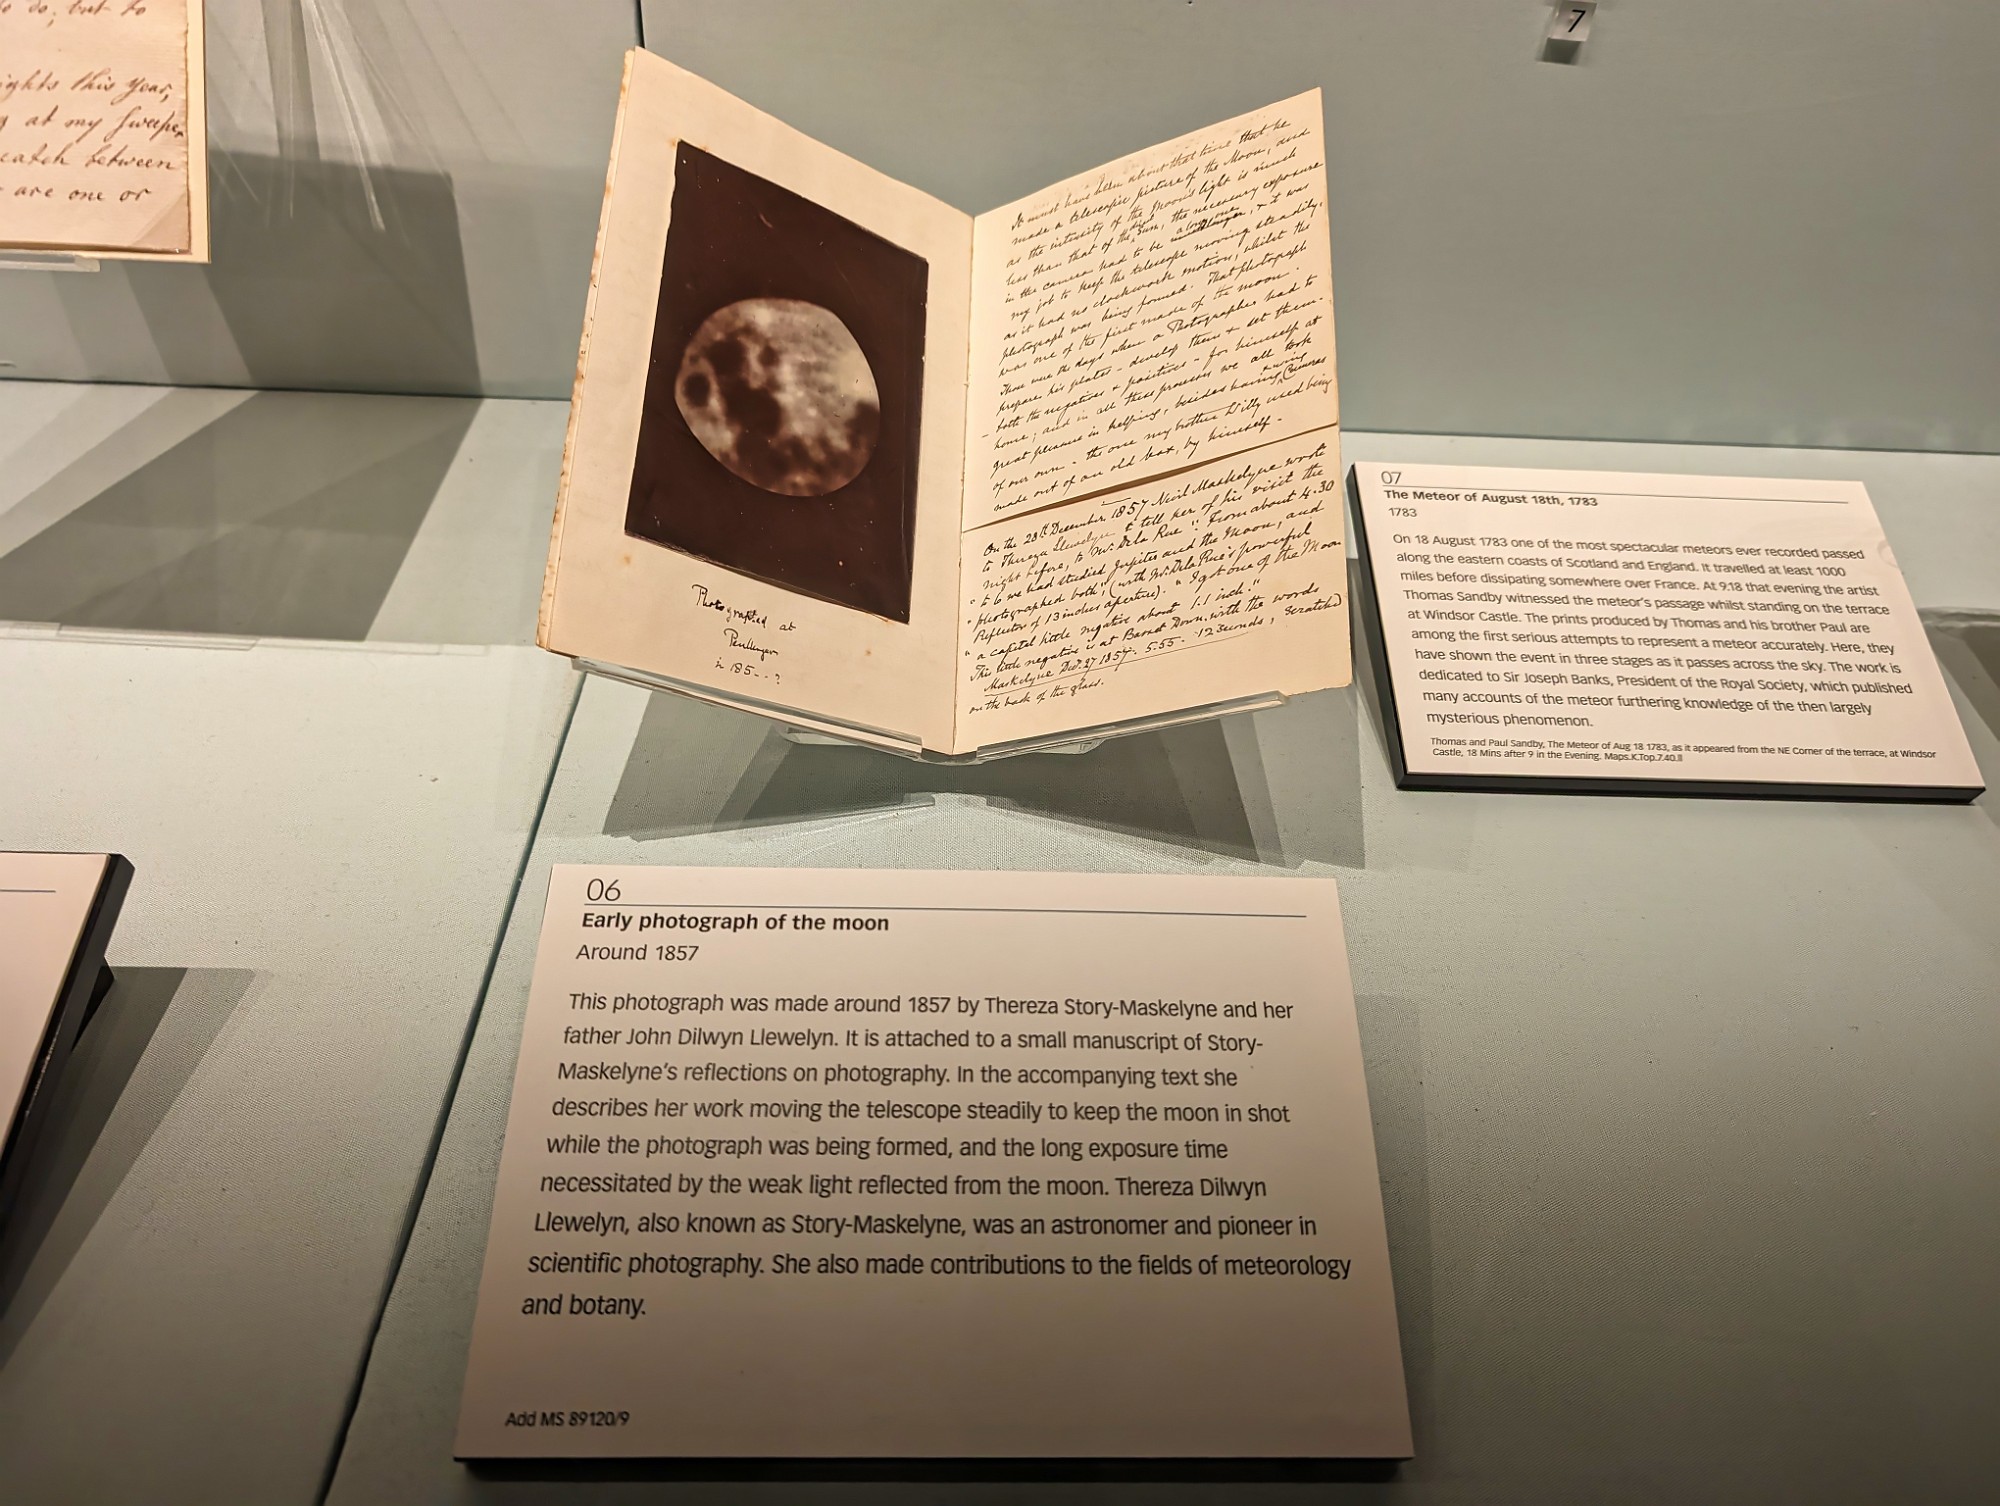 to do; but to
ights this Year,
g at my Sweeper
catch between
are one or
7
Photographed at
Penllergar
in 185-- ?
It must have been about that time that he
made a telescopic picture of the Moon, and
as the intensity of the Moon's light is much
less than that of the Sun, the necessary exposure
in the camera had to be a long one, & it was
my job to keep the telescope moving steadily,
as it had no clockwork motion, whilst the
photograph was being formed. That photograph
was one of the first made of the moon.
Those were the days when a Photographer had to
prepare his plates - develop them & set them -
both the negatives & positives - for himself at
home; and in all these processes we all took
great pleasure in helping, besides having & using Cameras
of our own - the one my brother Willy used being
made out of an old box, by himself -
On the 28th December 1857 Nevil Maskelyne wrote
to Thereza Llewelyn to tell her of his visit the
night before, to Mr. De la Rue: "From about 4.30
" to 6 we had studied Jupiter and the Moon, and
" photographed both" (with Mr. De la Rue's powerful
Reflector of 13 inches aperture). "I got one of the Moon
" a capital little negative about 1.1 inch."
This little negative is at Basset Down, with the words
Maskelyne Dec. 27 1857. 5.55. 12 Seconds, scratched
on the back of the glass.
07
The Meteor of August 18th, 1783
1783
On 18 August 1783 one of the most spectacular meteors ever recorded passed
along the eastern coasts of Scotland and England. It travelled at least 1000
miles before dissipating somewhere over France. At 9.18 that evening the artist
Thomas Sandby witnessed the meteor's passage whilst standing on the terrace
at Windsor Castle. The prints produced by Thomas and his brother Paul are
among the first serious attempts to represent a meteor accurately. Here, they
have shown the event in three stages as it passes across the sky. The work is
dedicated to Sir Joseph Banks, President of the Royal Society, which published
many accounts of the meteor furthering knowledge of the then largely
mysterious phenomenon.
Thomas and Paul Sandby, The Meteor of Aug 18 1783, as it appeared from the NE Corner of the terrace, at Windsor
Castle, 18 Mins after 9 in the Evening. Maps.K.Top.7.40.ll
06
Early photograph of the moon
Around 1857
This photograph was made around 1857 by Thereza Story-Maskelyne and her
father John Dilwyn Llewelyn. It is attached to a small manuscript of Story-
Maskelyne's reflections on photography. In the accompanying text she
describes her work moving the telescope steadily to keep the moon in shot
while the photograph was being formed, and the long exposure time
necessitated by the weak light reflected from the moon. Thereza Dilwyn
Llewelyn, also known as Story-Maskelyne, was an astronomer and pioneer in
scientific photography. She also made contributions to the fields of meteorology
and botany.
Add MS 89120/9